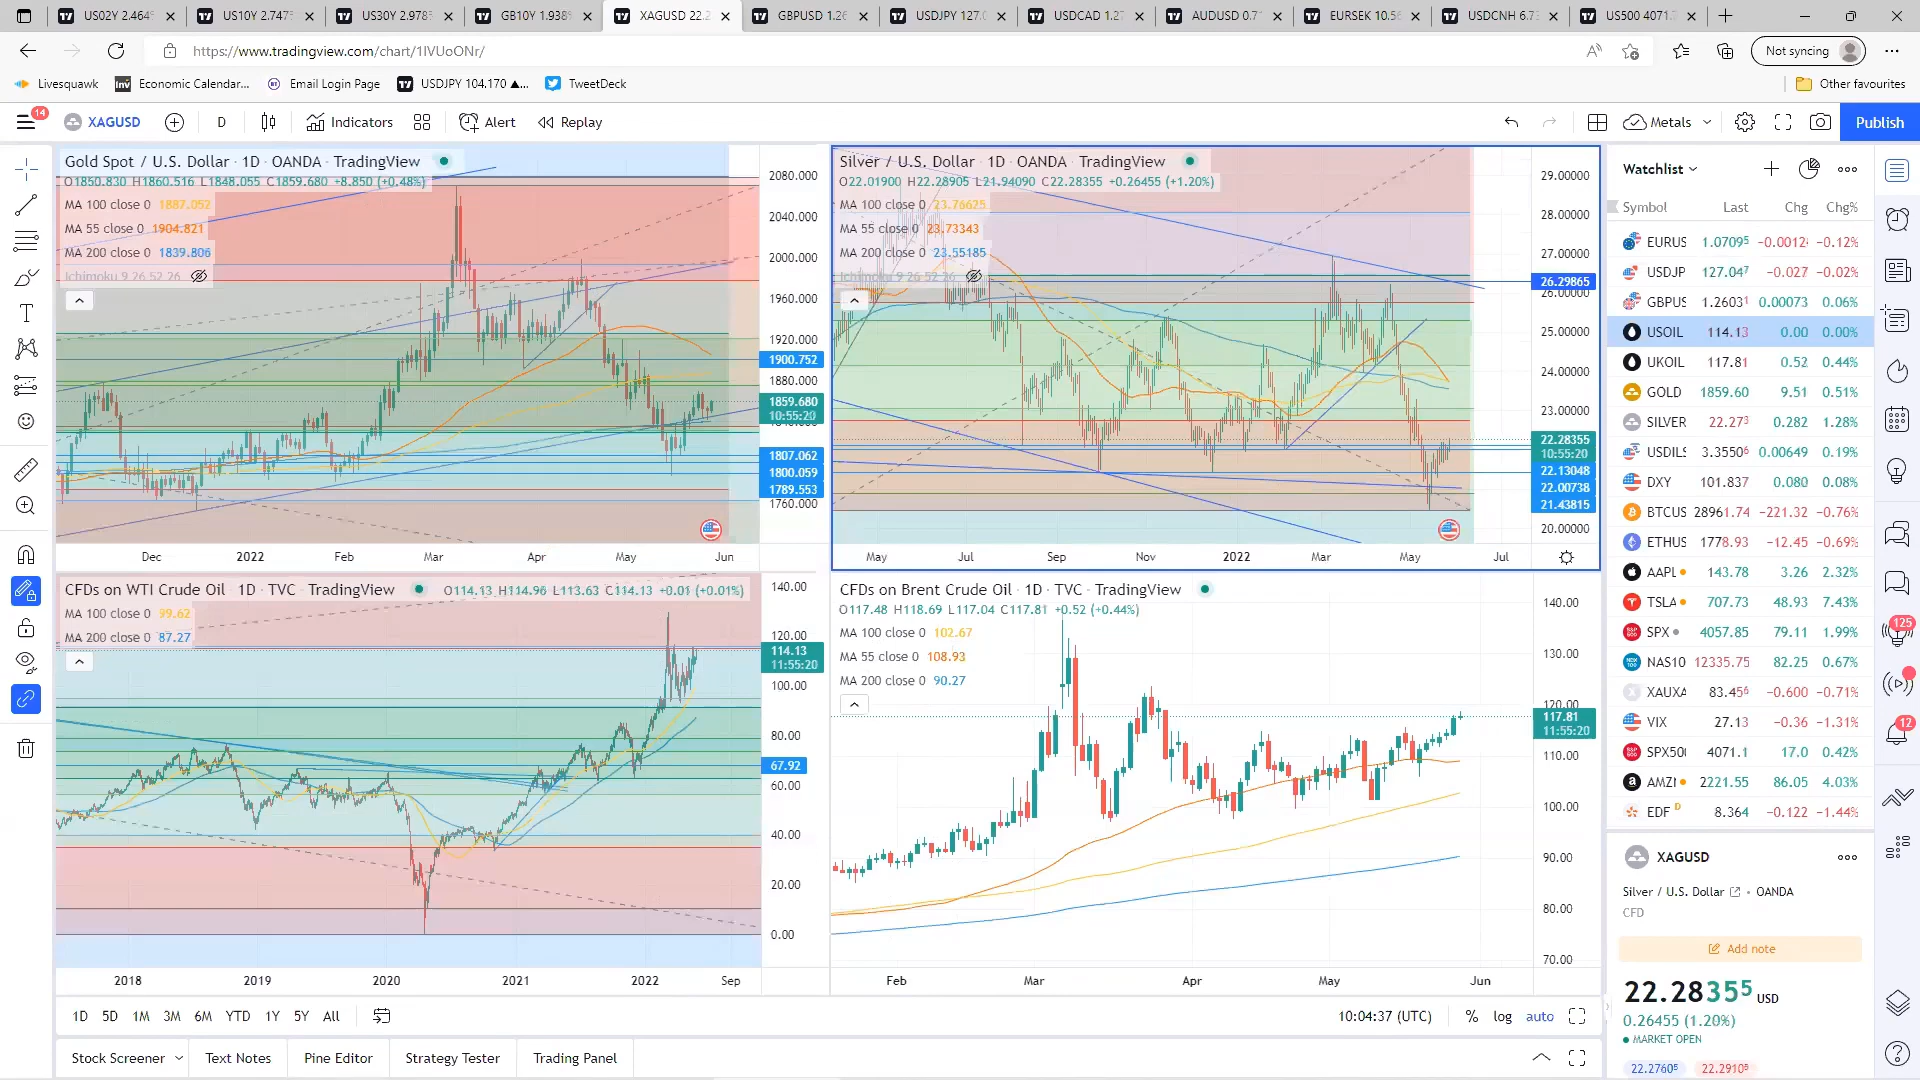 US02Y 2.464
US10Y 2.747
US30Y 2.978
GB10Y 1.938%
XAGUSD 22.2
GBPUSD 1.26
USDJPY 127.0
USDCAD 1.27
AUDUSD 0.7
EURSEK 10.5
USDCNH 6.7
US500 4071.
https://www.tradingview.com/chart/1IVUoONr/
Not syncing
Livesquawk
Economic Calendar...
Email Login Page
USDJPY 104.170 ▲...
TweetDeck
Other favourites
14
XAGUSD
D
Indicators
Alert
Replay
Metals
Publish
Gold Spot / U.S. Dollar · 1D · OANDA · TradingView
O1850.830 H1860.516 L1848.055 C1859.680 +8.850 (+0.48%)
MA 100 close 0 1887.052
MA 55 close 0 1904.821
MA 200 close 0 1839.806
Ichimoku 9 26 52 26
2080.000
2040.000
2000.000
1960.000
1920.000
1900.752
1880.000
1859.680
10:55:20
1807.062
1800.059
1789.553
1760.000
Dec
2022
Feb
Mar
Apr
May
Jun
Silver / U.S. Dollar · 1D · OANDA · TradingView
O22.01900 H22.28905 L21.94090 C22.28355 +0.26455 (+1.20%)
MA 100 close 0 23.76625
MA 55 close 0 23.73343
MA 200 close 0 23.55185
Ichimoku 9 26 52 26
29.00000
28.00000
27.00000
26.29865
26.00000
25.00000
24.00000
23.00000
22.28355
10:55:20
22.13048
22.00738
21.43815
20.00000
May
Jul
Sep
Nov
2022
Mar
May
Jul
CFDs on WTI Crude Oil · 1D · TVC · TradingView
O114.13 H114.96 L113.63 C114.13 +0.01 (+0.01%)
MA 100 close 0 99.62
MA 200 close 0 87.27
140.00
120.00
114.13
11:55:20
100.00
80.00
67.92
60.00
40.00
20.00
0.00
2018
2019
2020
2021
2022
Sep
CFDs on Brent Crude Oil · 1D · TVC · TradingView
O117.48 H118.69 L117.04 C117.81 +0.52 (+0.44%)
MA 100 close 0 102.67
MA 55 close 0 108.93
MA 200 close 0 90.27
140.00
130.00
120.00
117.81
11:55:20
110.00
100.00
90.00
80.00
70.00
Feb
Mar
Apr
May
Jun
1D 5D 1M 3M 6M YTD 1Y 5Y All
10:04:37 (UTC)
% log auto
Stock Screener
Text Notes
Pine Editor
Strategy Tester
Trading Panel
Watchlist
Symbol Last Chg Chg%
EURUS 1.07095 -0.0012 -0.12%
USDJP 127.047 -0.027 -0.02%
GBPUS 1.26031 0.00073 0.06%
USOIL 114.13 0.00 0.00%
UKOIL 117.81 0.52 0.44%
GOLD 1859.60 9.51 0.51%
SILVER 22.273 0.282 1.28%
USDILS 3.35506 0.00649 0.19%
DXY 101.837 0.080 0.08%
BTCUS 28961.74 -221.32 -0.76%
ETHUS 1778.93 -12.45 -0.69%
AAPL 143.78 3.26 2.32%
TSLA 707.73 48.93 7.43%
SPX 4057.85 79.11 1.99%
NAS10 12335.75 82.25 0.67%
XAUXA 83.456 -0.600 -0.71%
VIX 27.13 -0.36 -1.31%
SPX50 4071.1 17.0 0.42%
AMZN 2221.55 86.05 4.03%
EDF D 8.364 -0.122 -1.44%
XAGUSD
Silver / U.S. Dollar · OANDA
CFD
Add note
22.28355 USD
0.26455 (1.20%)
MARKET OPEN
22.27605
22.29105
125
12